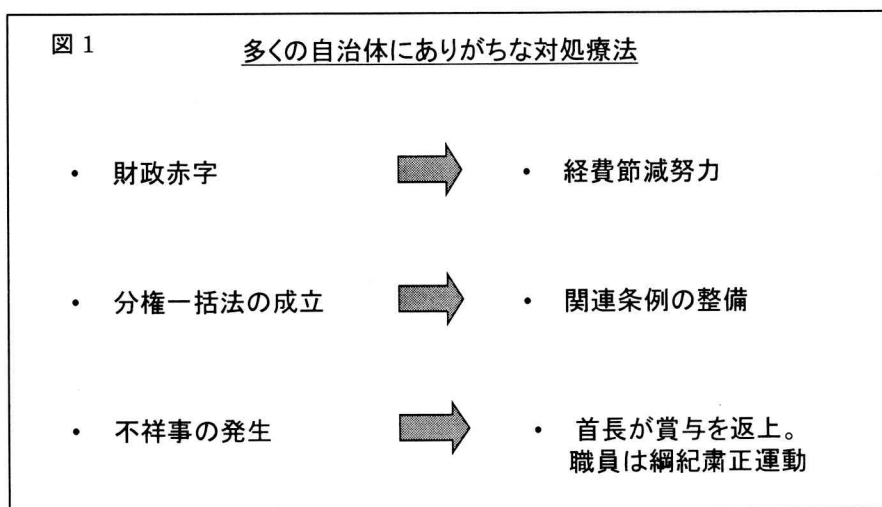 図 1
多くの自治体にありがちな対処療法
・ 財政赤字
・ 経費節減努力
・ 分権一括法の成立
・ 関連条例の整備
・ 不祥事の発生
・ 首長が賞与を返上。
職員は綱紀粛正運動